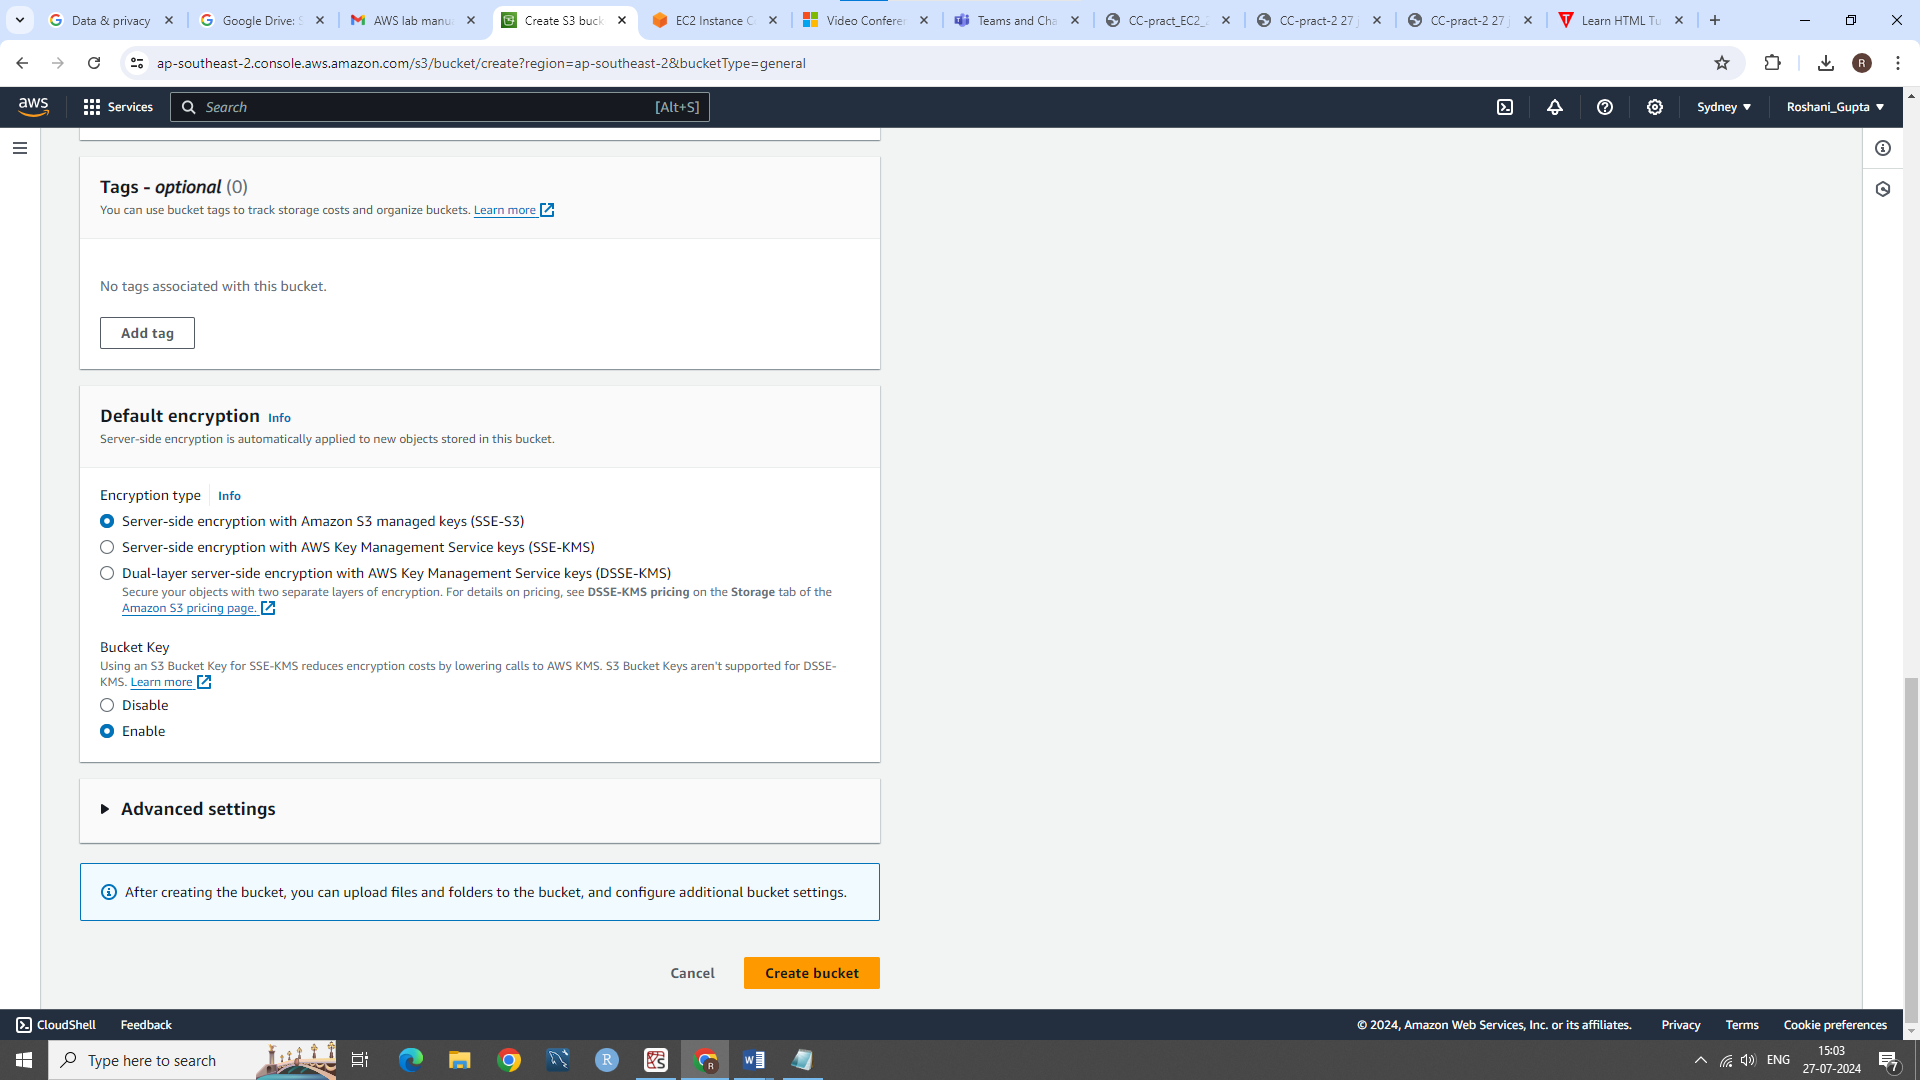 Data & privacy
Google Drive: S
AWS lab manu
Create S3 buck
EC2 Instance C
Video Conferen
Teams and Cha
CC-pract_EC2_2
CC-pract-2 27 j
CC-pract-2 27 j
Learn HTML Tu
ap-southeast-2.console.aws.amazon.com/s3/bucket/create?region=ap-southeast-2&bucketType=general
R
aws
Services
Search
[Alt+S]
Sydney
Roshani_Gupta
Tags - optional (0)
You can use bucket tags to track storage costs and organize buckets. Learn more
No tags associated with this bucket.
Add tag
Default encryption Info
Server-side encryption is automatically applied to new objects stored in this bucket.
Encryption type Info
Server-side encryption with Amazon S3 managed keys (SSE-S3)
Server-side encryption with AWS Key Management Service keys (SSE-KMS)
Dual-layer server-side encryption with AWS Key Management Service keys (DSSE-KMS)
Secure your objects with two separate layers of encryption. For details on pricing, see DSSE-KMS pricing on the Storage tab of the
Amazon S3 pricing page.
Bucket Key
Using an S3 Bucket Key for SSE-KMS reduces encryption costs by lowering calls to AWS KMS. S3 Bucket Keys aren't supported for DSSE-
KMS. Learn more
Disable
Enable
Advanced settings
After creating the bucket, you can upload files and folders to the bucket, and configure additional bucket settings.
Cancel
Create bucket
CloudShell
Feedback
© 2024, Amazon Web Services, Inc. or its affiliates.
Privacy
Terms
Cookie preferences
Type here to search
ENG
15:03
27-07-2024
7